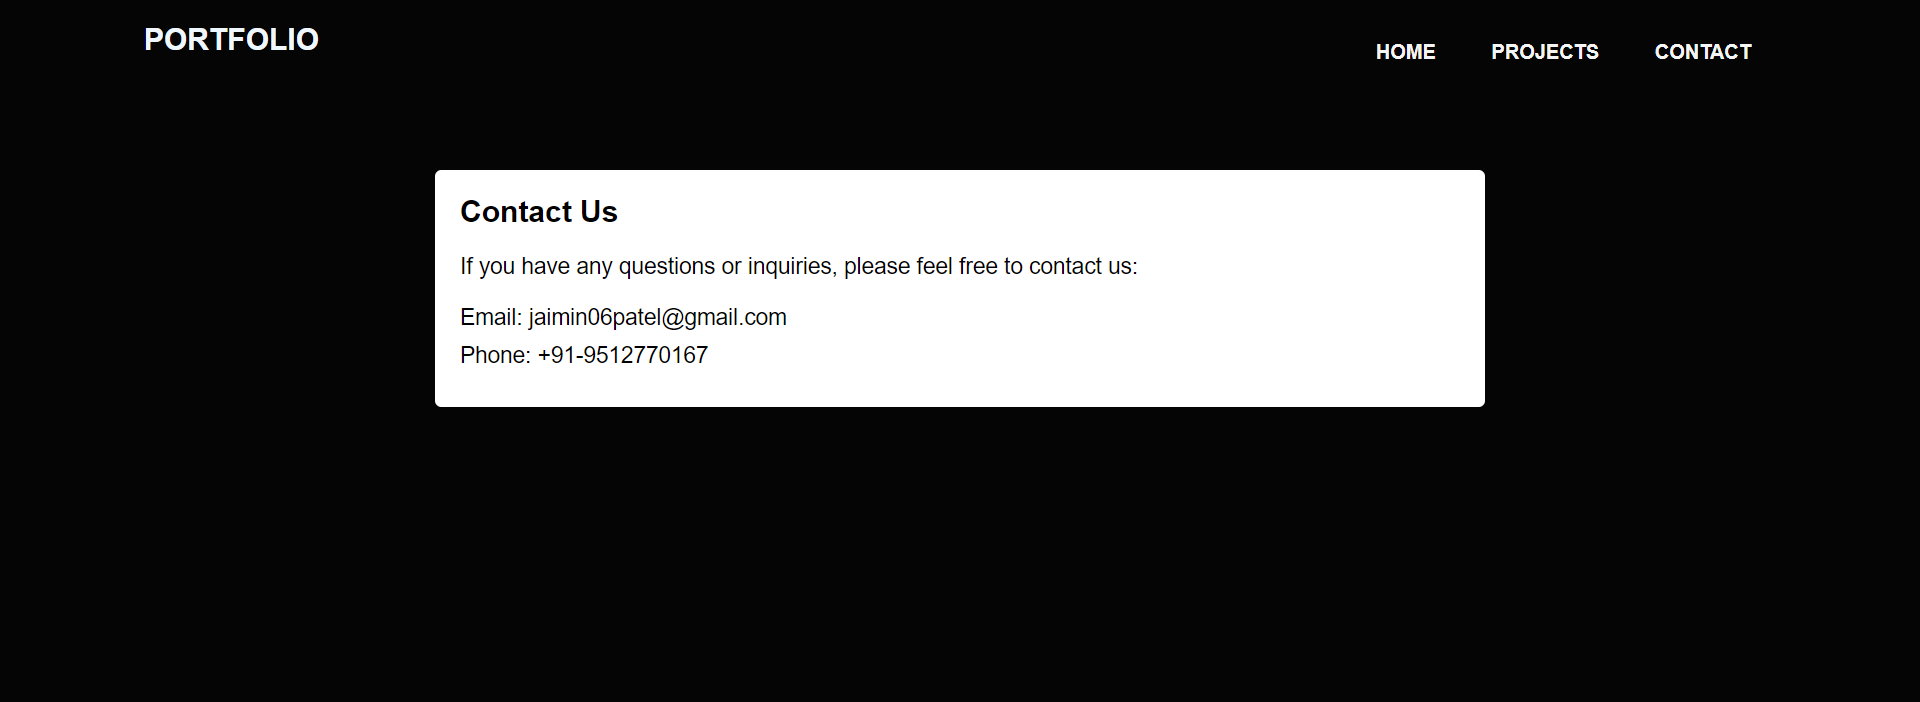 PORTFOLIO
HOME PROJECTS CONTACT
Contact Us
If you have any questions or inquiries, please feel free to contact us:
Email: jaimin06patel@gmail.com
Phone: +91-9512770167